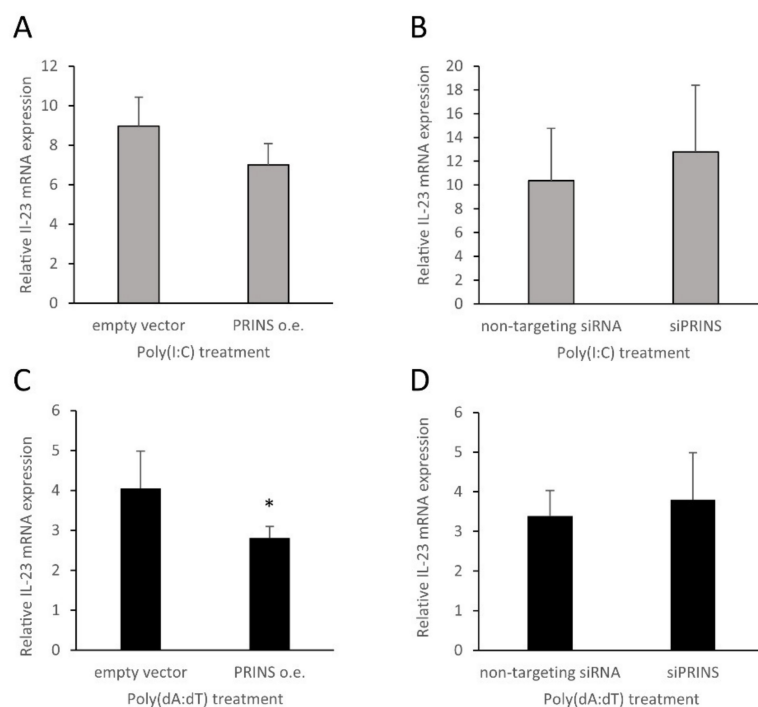 A
Relative Il-23 mRNA expression
12
10
8
6
4
2
0
empty vector PRINS o.e.
Poly(I:C) treatment
B
Relative IL-23 mRNA expression
20
18
16
14
12
10
8
6
4
2
0
non-targeting siRNA siPRINS
Poly(I:C) treatment
C
Relative IL-23 mRNA expression
6
5
4
3
2
1
0
*
empty vector PRINS o.e.
Poly(dA:dT) treatment
D
Relative IL-23 mRNA expression
6
5
4
3
2
1
0
non-targeting siRNA siPRINS
Poly(dA:dT) treatment